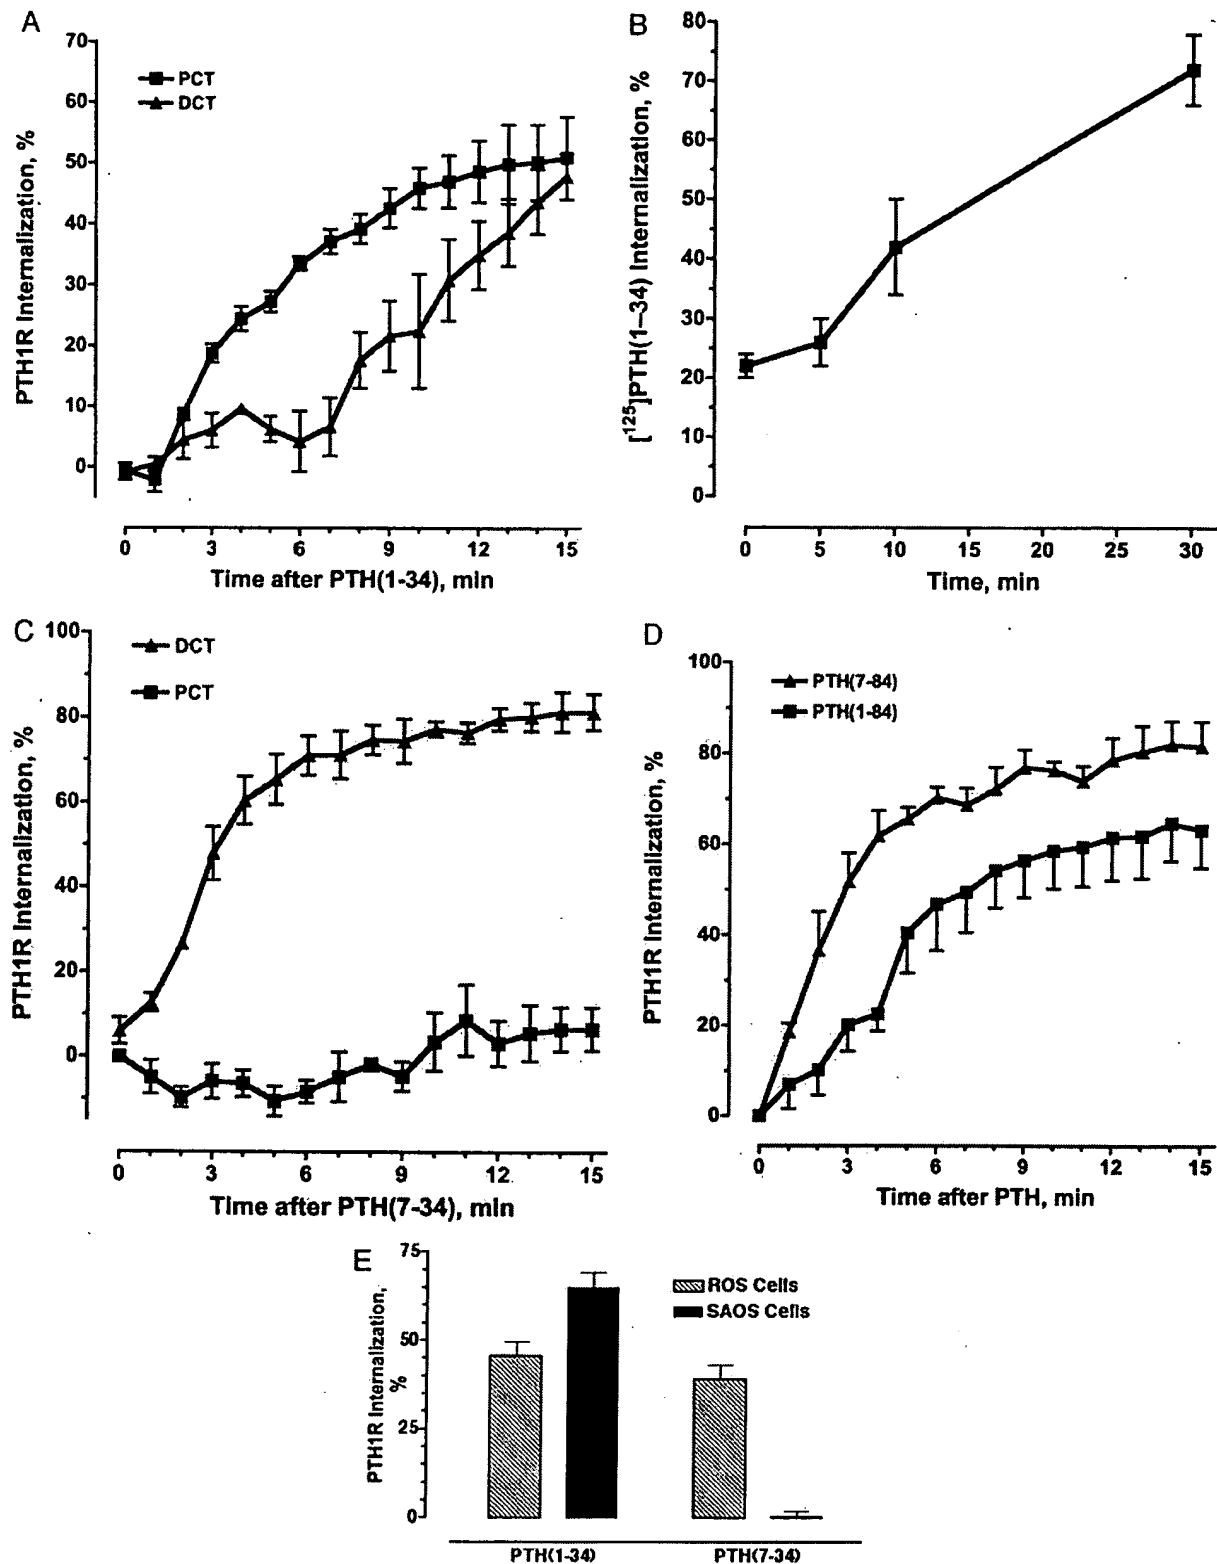 A
70
60
50
40
30
20
10
0
PTH1R Internalization, %
PCT
DCT
0 3 6 9 12 15
Time after PTH(1-34), min
B
80
70
60
50
40
30
20
10
0
[125]PTH(1–34) Internalization, %
0 5 10 15 20 25 30
Time, min
C
100
80
60
40
20
0
PTH1R Internalization, %
DCT
PCT
0 3 6 9 12 15
Time after PTH(7-34), min
D
100
80
60
40
20
0
PTH1R Internalization, %
PTH(7-84)
PTH(1-84)
0 3 6 9 12 15
Time after PTH, min
E
75
50
25
0
PTH1R Internalization,
%
ROS Cells
SAOS Cells
PTH(1-34) PTH(7-34)